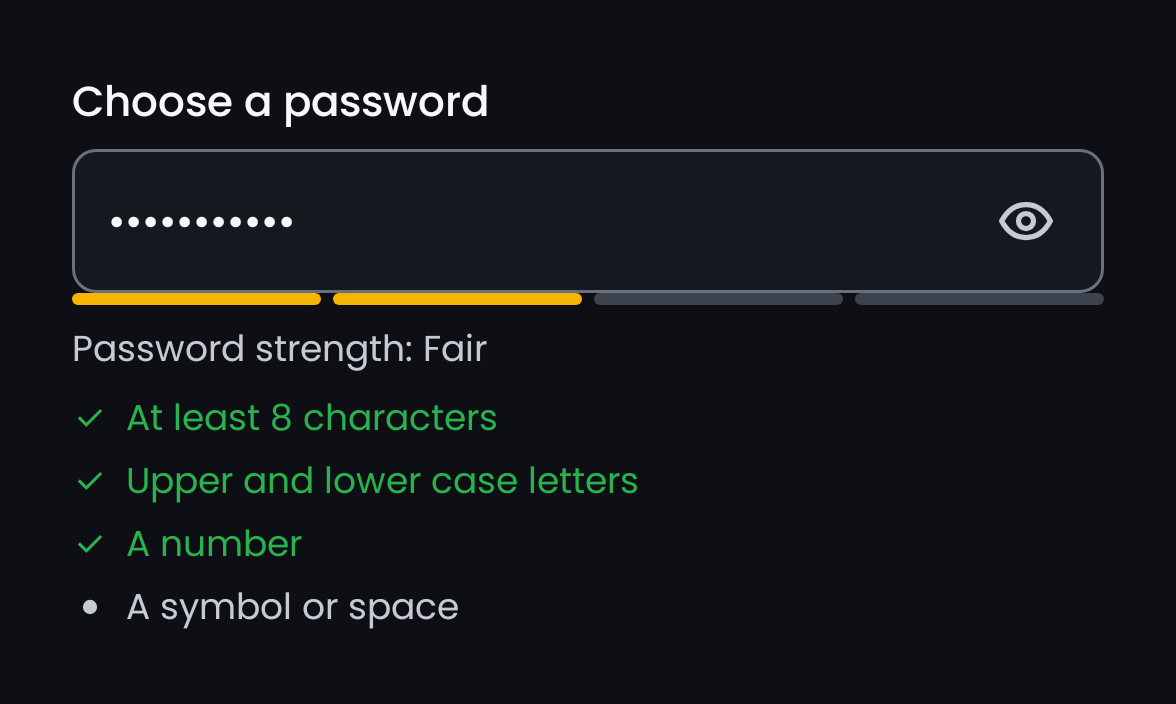 Choose a password
•••••••••••
Password strength: Fair
At least 8 characters
Upper and lower case letters
A number
A symbol or space